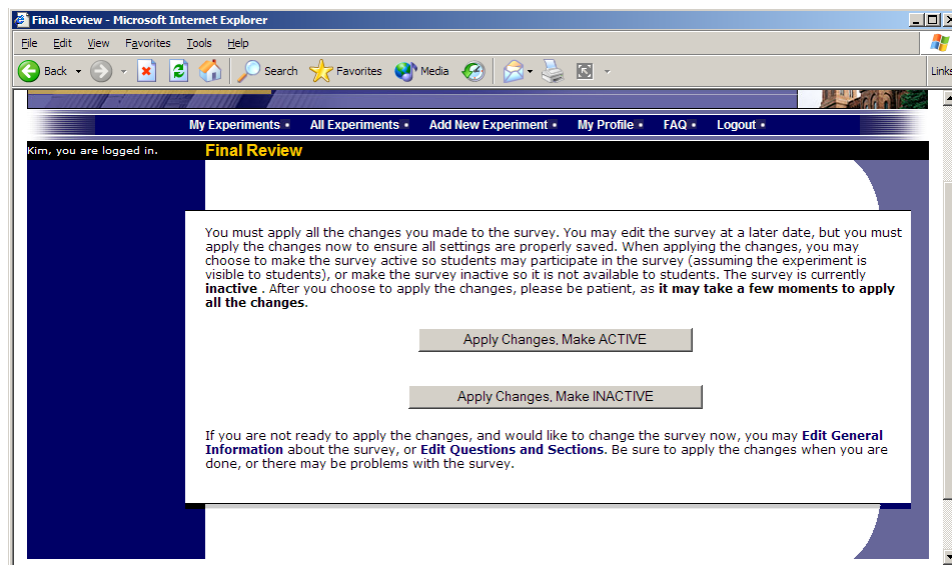 Final Review - Microsoft Internet Explorer
File Edit View Favorites Tools Help
Back Search Favorites Media Links
My Experiments All Experiments Add New Experiment My Profile FAQ Logout
Kim, you are logged in. Final Review
You must apply all the changes you made to the survey. You may edit the survey at a later date, but you must
apply the changes now to ensure all settings are properly saved. When applying the changes, you may
choose to make the survey active so students may participate in the survey (assuming the experiment is
visible to students), or make the survey inactive so it is not available to students. The survey is currently
inactive . After you choose to apply the changes, please be patient, as it may take a few moments to apply
all the changes.
Apply Changes, Make ACTIVE
Apply Changes, Make INACTIVE
If you are not ready to apply the changes, and would like to change the survey now, you may Edit General
Information about the survey, or Edit Questions and Sections. Be sure to apply the changes when you are
done, or there may be problems with the survey.